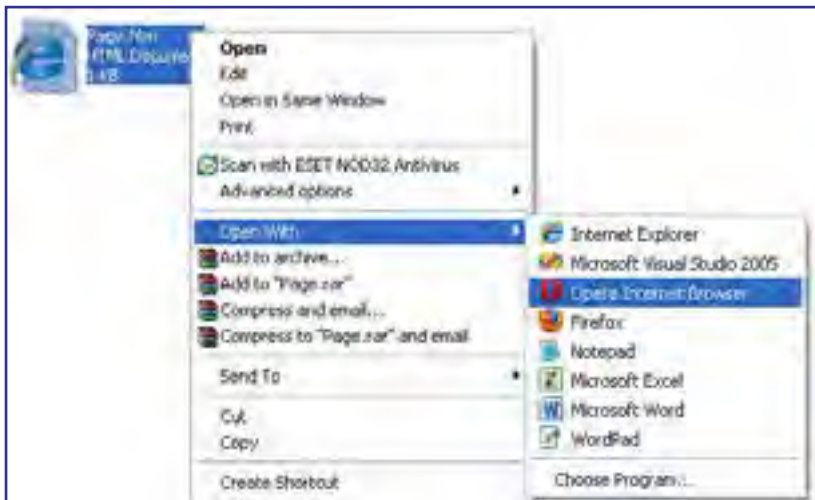 Page.htm
HTML Docume
1 KB
Open
Edit
Open in Same Window
Print
Scan with ESET NOD32 Antivirus
Advanced options
Open With
Add to archive...
Add to "Page.rar"
Compress and email...
Compress to "Page.rar" and email
Send To
Cut
Copy
Create Shortcut
Internet Explorer
Microsoft Visual Studio 2005
Opera Internet Browser
Firefox
Notepad
Microsoft Excel
Microsoft Word
WordPad
Choose Program...